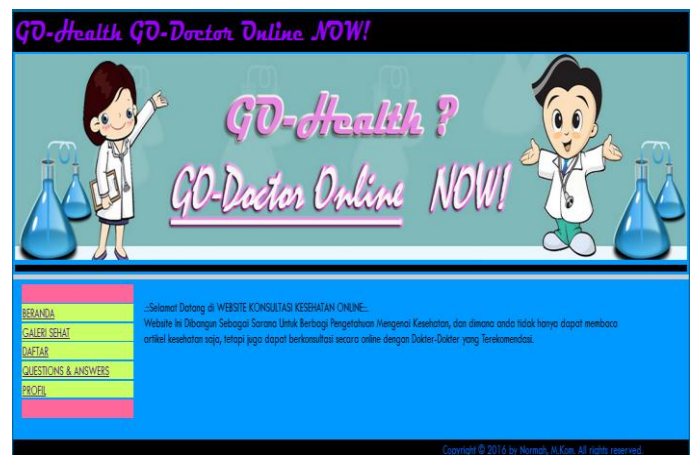 GO-Health GO-Doctor Online NOW!
GO-Health ?
GO-Doctor Online NOW!
BERANDA
GALERI SEHAT
DAFTAR
QUESTIONS & ANSWERS
PROFIL
.:Selamat Datang di WEBSITE KONSULTASI KESEHATAN ONLINE:.
Website Ini Dibangun Sebagai Sarana Untuk Berbagi Pengetahuan Mengenai Kesehatan, dan dimana anda tidak hanya dapat membaca
artikel kesehatan saja, tetapi juga dapat berkonsultasi secara online dengan Dokter-Dokter yang Terekomendasi.
Copyright © 2016 by Normah, M.Kom. All rights reserved.